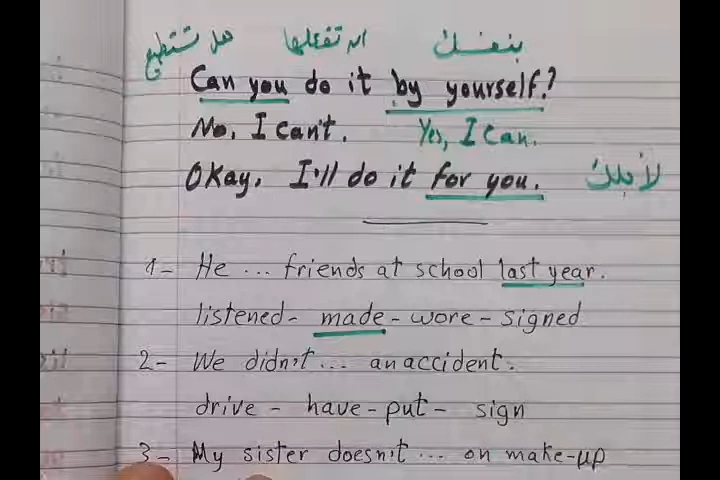 هل تستطيع ان تفعلها بنفسك
Can you do it by yourself?
No, I can't. Yes, I can.
Okay, I'll do it for you. لأجلك
1- He ... friends at school last year.
listened - made - wore - signed
2- We didn't ... an accident.
drive - have - put - sign
3- My sister doesn't ... on make-up